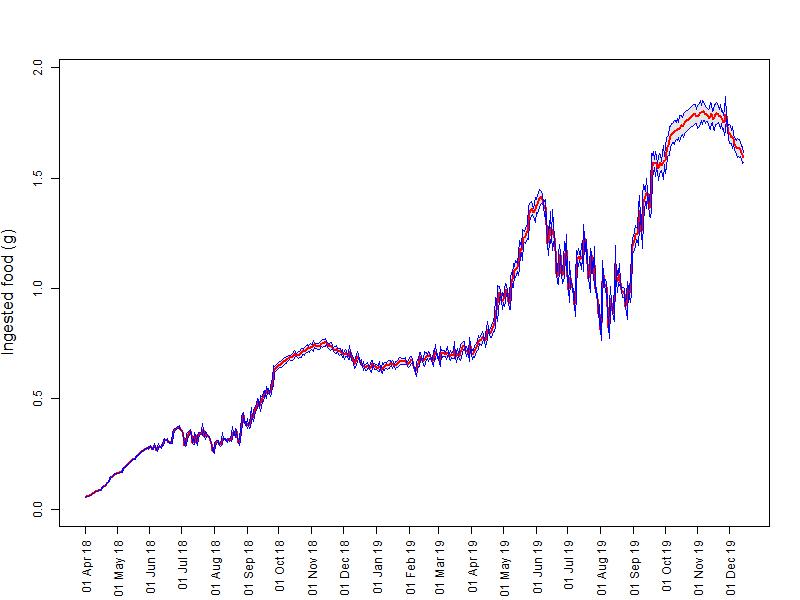 Ingested food (g)
2.0
1.5
1.0
0.5
0.0
01 Apr 18
01 May 18
01 Jun 18
01 Jul 18
01 Aug 18
01 Sep 18
01 Oct 18
01 Nov 18
01 Dec 18
01 Jan 19
01 Feb 19
01 Mar 19
01 Apr 19
01 May 19
01 Jun 19
01 Jul 19
01 Aug 19
01 Sep 19
01 Oct 19
01 Nov 19
01 Dec 19